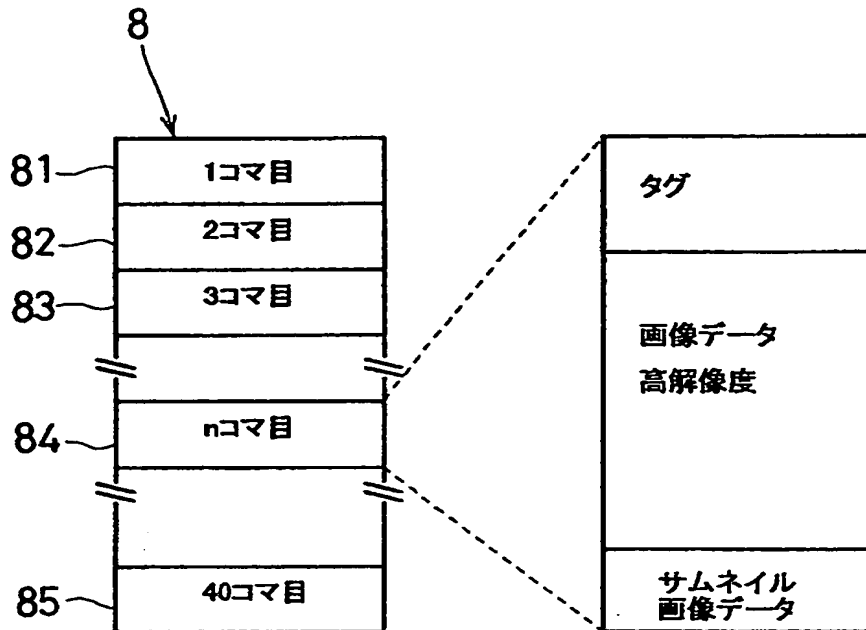 8
81
1コマ目
82
2コマ目
83
3コマ目
84
nコマ目
85
40コマ目
タグ
画像データ
高解像度
サムネイル
画像データ